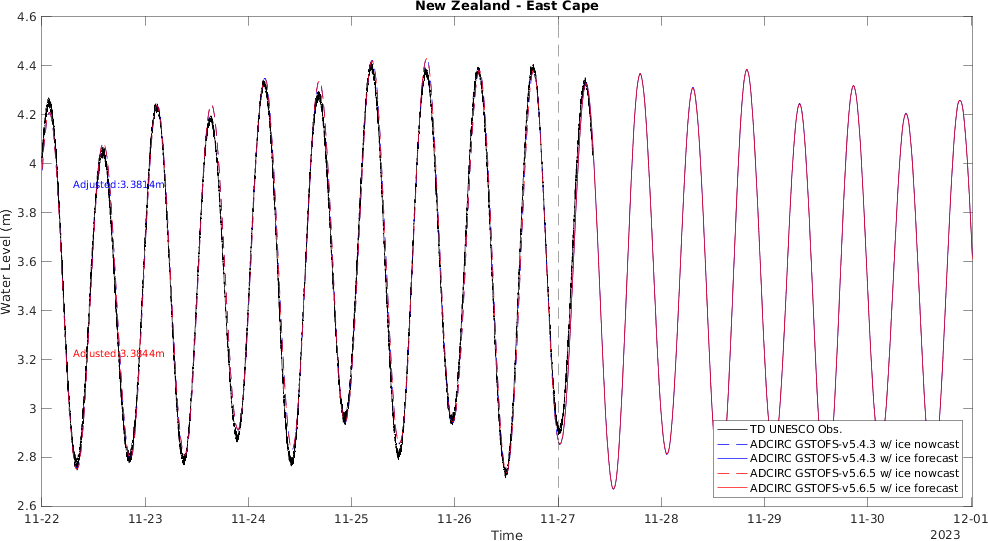 New Zealand - East Cape
4.6
4.4
4.2
4
3.8
3.6
3.4
3.2
3
2.8
2.6
Water Level (m)
Adjusted:3.3814m
Adjusted:3.3844m
TD UNESCO Obs.
ADCIRC GSTOFS-v5.4.3 w/ ice nowcast
ADCIRC GSTOFS-v5.4.3 w/ ice forecast
ADCIRC GSTOFS-v5.6.5 w/ ice nowcast
ADCIRC GSTOFS-v5.6.5 w/ ice forecast
11-22 11-23 11-24 11-25 11-26 11-27 11-28 11-29 11-30 12-01
Time
2023